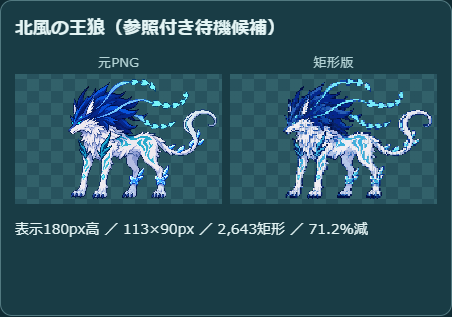 北風の王狼（参照付き待機候補）
元PNG
矩形版
表示180px高 ／ 113×90px ／ 2,643矩形 ／ 71.2%減